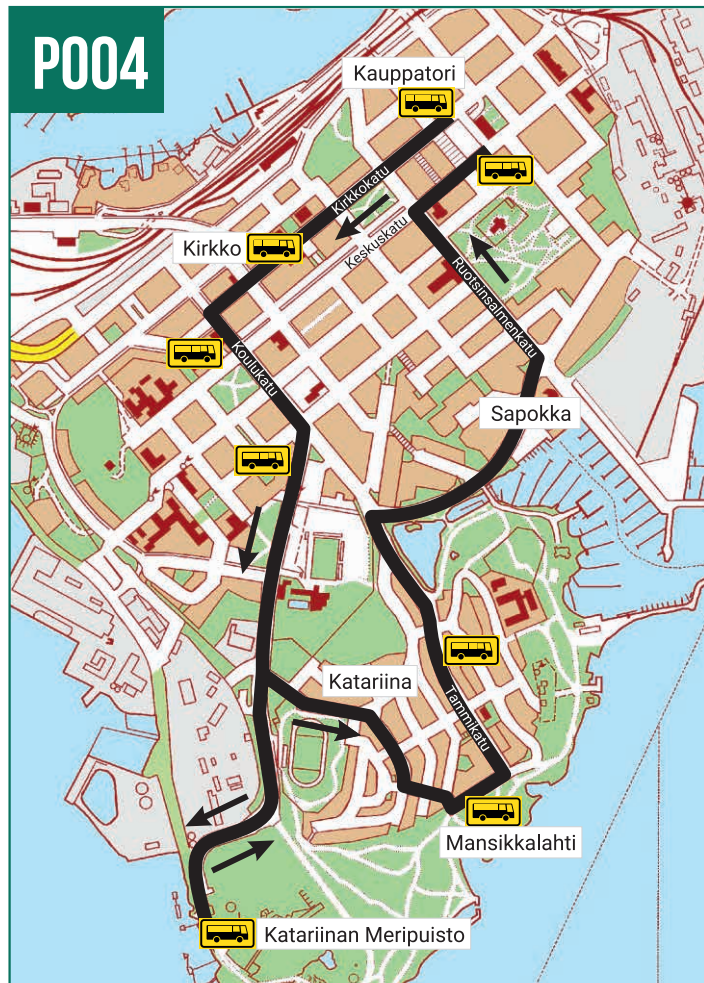 P004
Kauppatori
Kirkkokatu
Keskuskatu
Kirkko
Ruotsinsalmenkatu
Koulukatu
Sapokka
Katariina
Tammikatu
Mansikkalahti
Katariinan Meripuisto